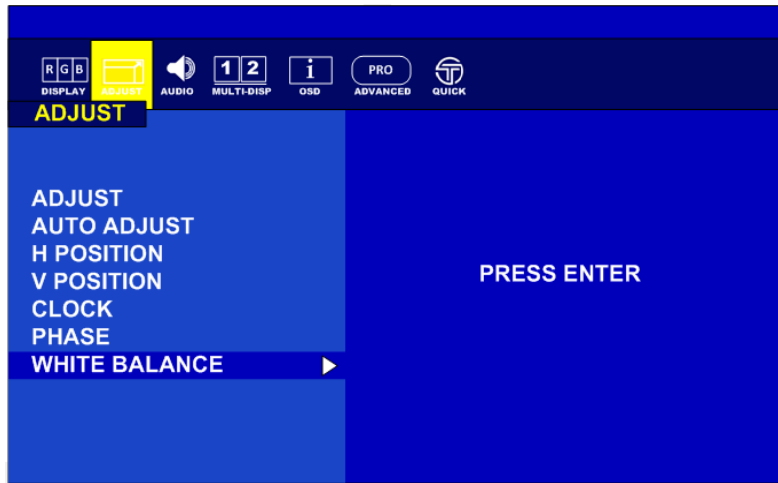 RGB 1 2 i PRO
DISPLAY ADJUST AUDIO MULTI-DISP OSD ADVANCED QUICK
ADJUST
ADJUST
AUTO ADJUST
H POSITION
V POSITION
CLOCK
PHASE
WHITE BALANCE
PRESS ENTER